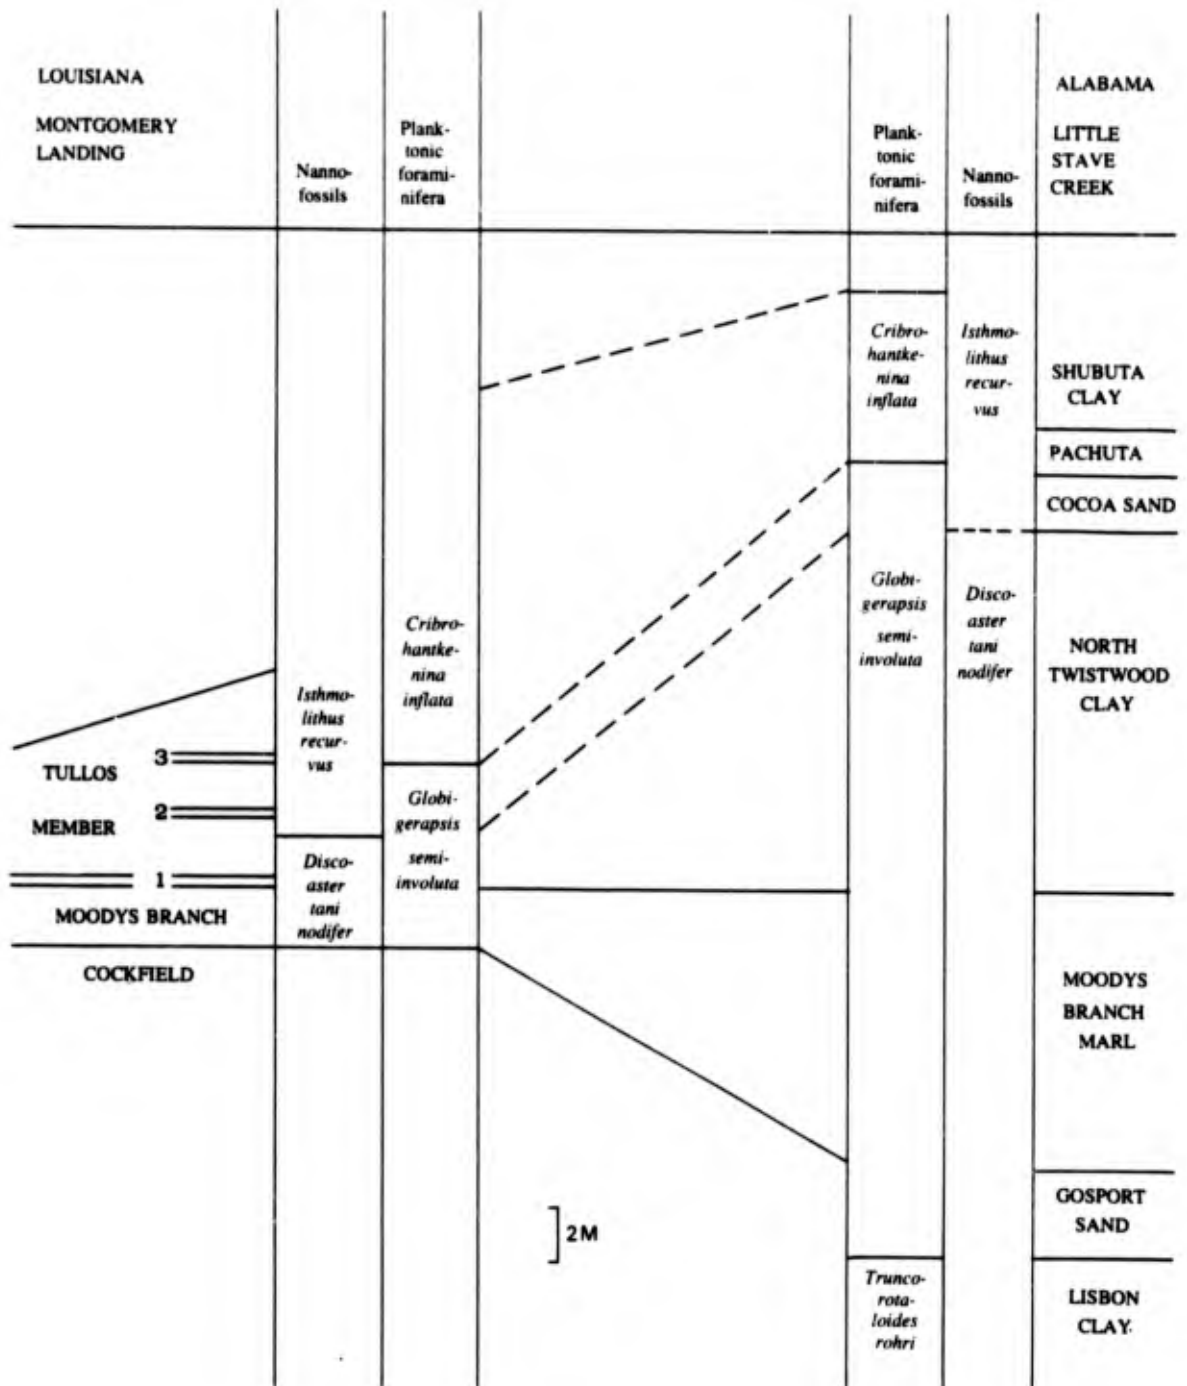 LOUISIANA
MONTGOMERY
LANDING
Nanno-
fossils
Plank-
tonic
forami-
nifera
Plank-
tonic
forami-
nifera
Nanno-
fossils
ALABAMA
LITTLE
STAVE
CREEK
TULLOS
MEMBER
3
2
1
MOODYS BRANCH
COCKFIELD
Isthmo-
lithus
recur-
vus
Disco-
aster
tani
nodifer
Cribro-
hantke-
nina
inflata
Globi-
gerapsis
semi-
involuta
2M
Cribro-
hantke-
nina
inflata
Globi-
gerapsis
semi-
involuta
Trunco-
rota-
loides
rohri
Isthmo-
lithus
recur-
vus
Disco-
aster
tani
nodifer
SHUBUTA
CLAY
PACHUTA
COCOA SAND
NORTH
TWISTWOOD
CLAY
MOODYS
BRANCH
MARL
GOSPORT
SAND
LISBON
CLAY